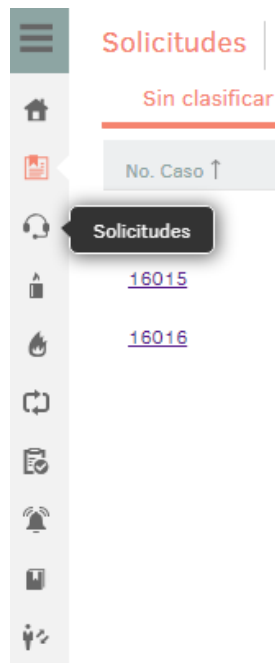 Solicitudes
Sin clasificar
No. Caso ↑
Solicitudes
16015
16016